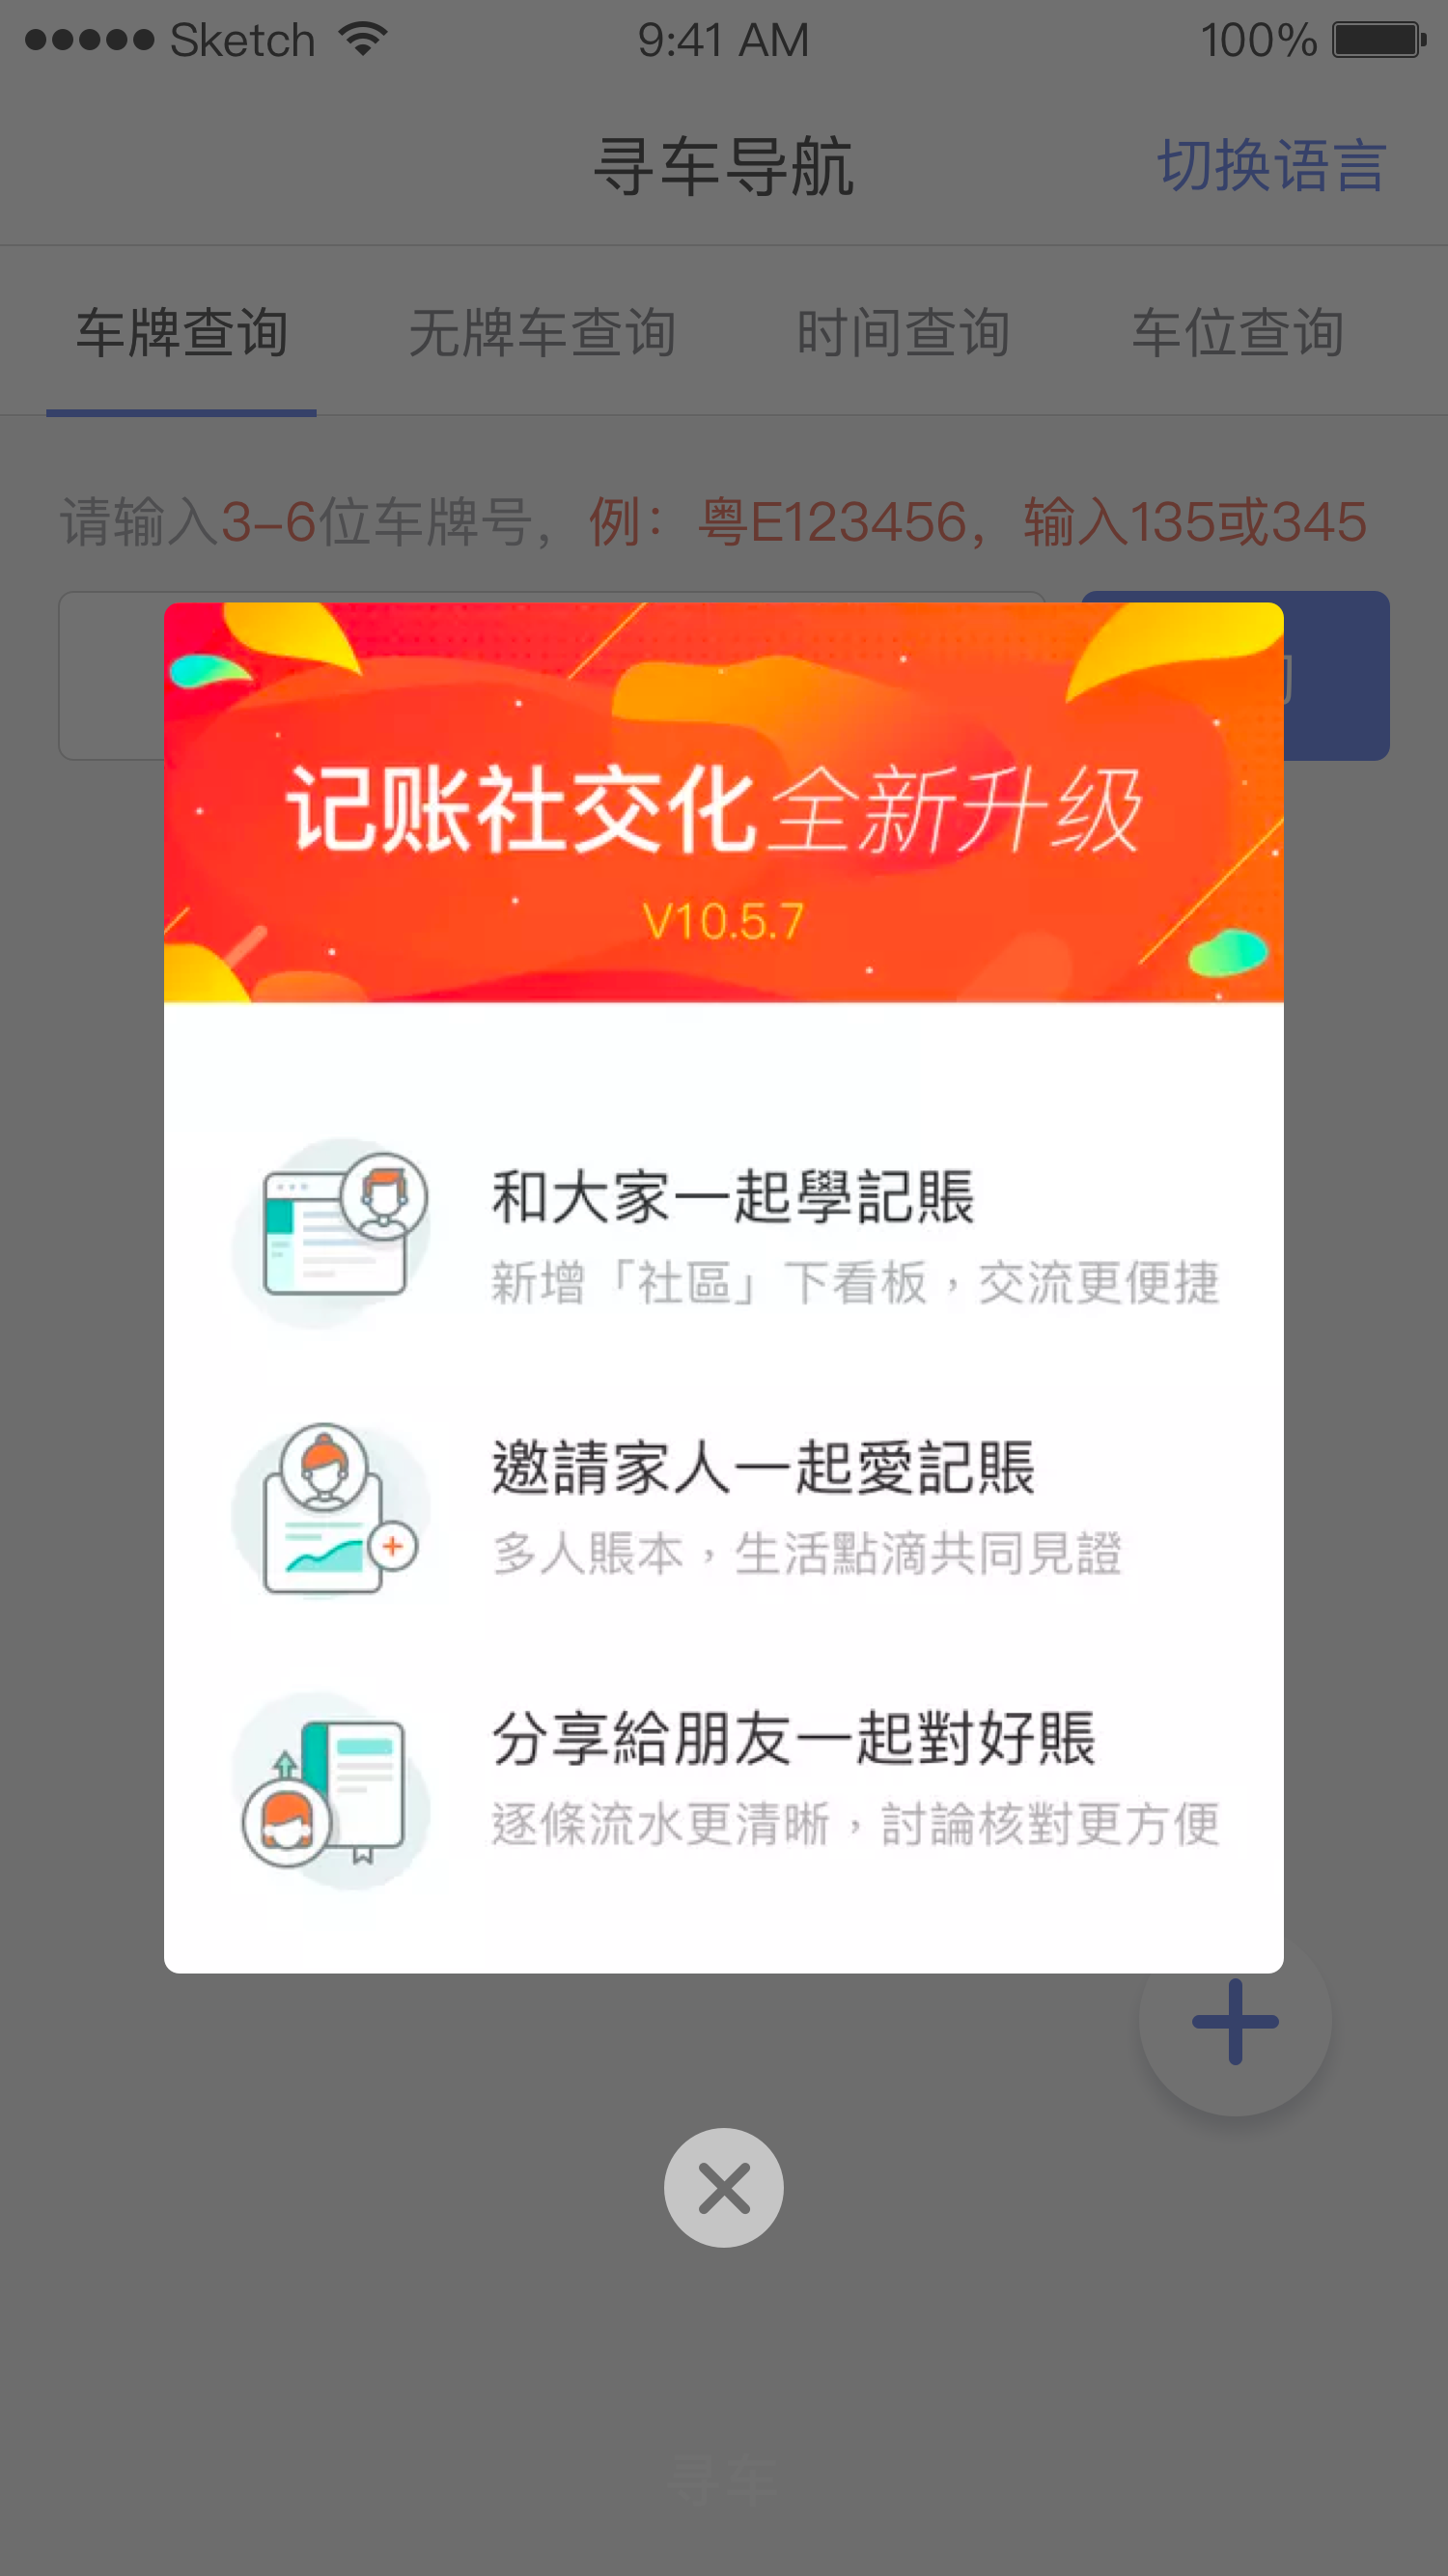 Sketch 9:41 AM 100%
寻车导航 切换语言
车牌查询 无牌车查询 时间查询 车位查询
请输入3-6位车牌号，例：粤E123456，输入135或345
记账社交化全新升级
V10.5.7
和大家一起學記賬
新增「社區」下看板，交流更便捷
邀請家人一起愛記賬
多人賬本，生活點滴共同見證
分享給朋友一起對好賬
逐條流水更清晰，討論核對更方便
寻车